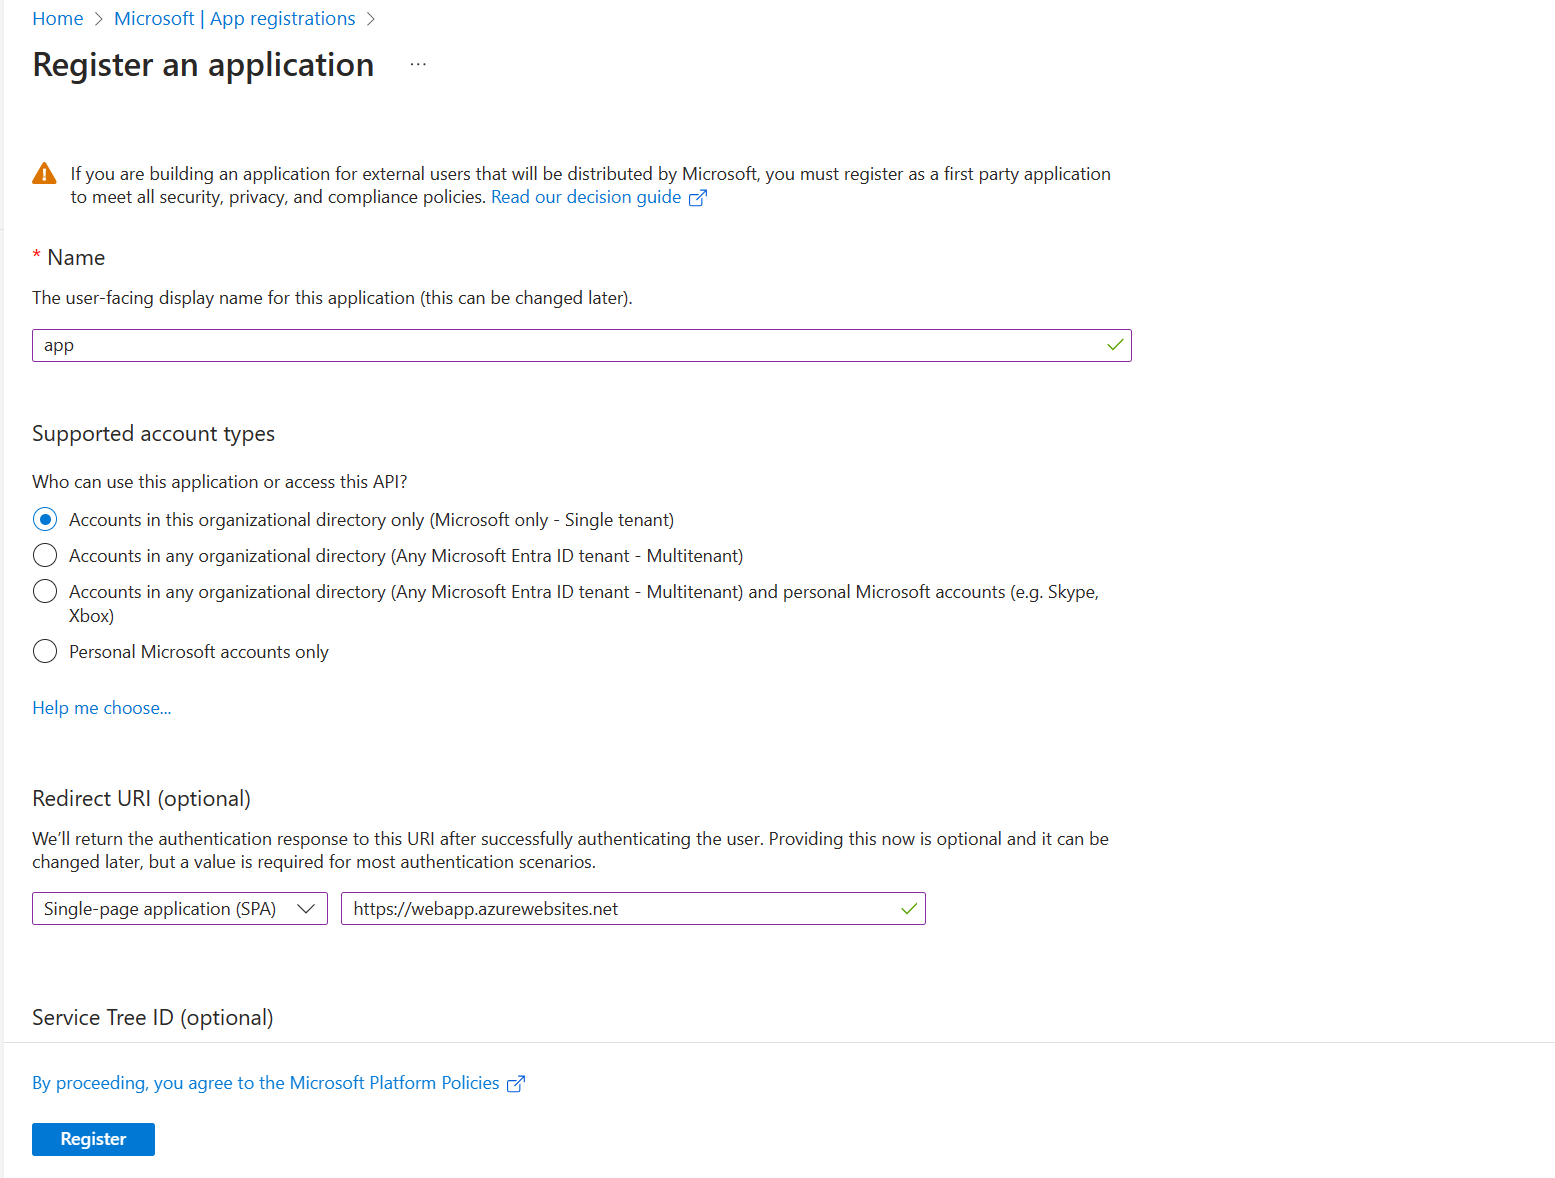 Home > Microsoft | App registrations >
Register an application ...
If you are building an application for external users that will be distributed by Microsoft, you must register as a first party application
to meet all security, privacy, and compliance policies. Read our decision guide
* Name
The user-facing display name for this application (this can be changed later).
app
Supported account types
Who can use this application or access this API?
Accounts in this organizational directory only (Microsoft only - Single tenant)
Accounts in any organizational directory (Any Microsoft Entra ID tenant - Multitenant)
Accounts in any organizational directory (Any Microsoft Entra ID tenant - Multitenant) and personal Microsoft accounts (e.g. Skype,
Xbox)
Personal Microsoft accounts only
Help me choose...
Redirect URI (optional)
We'll return the authentication response to this URI after successfully authenticating the user. Providing this now is optional and it can be
changed later, but a value is required for most authentication scenarios.
Single-page application (SPA) https://webapp.azurewebsites.net
Service Tree ID (optional)
By proceeding, you agree to the Microsoft Platform Policies
Register